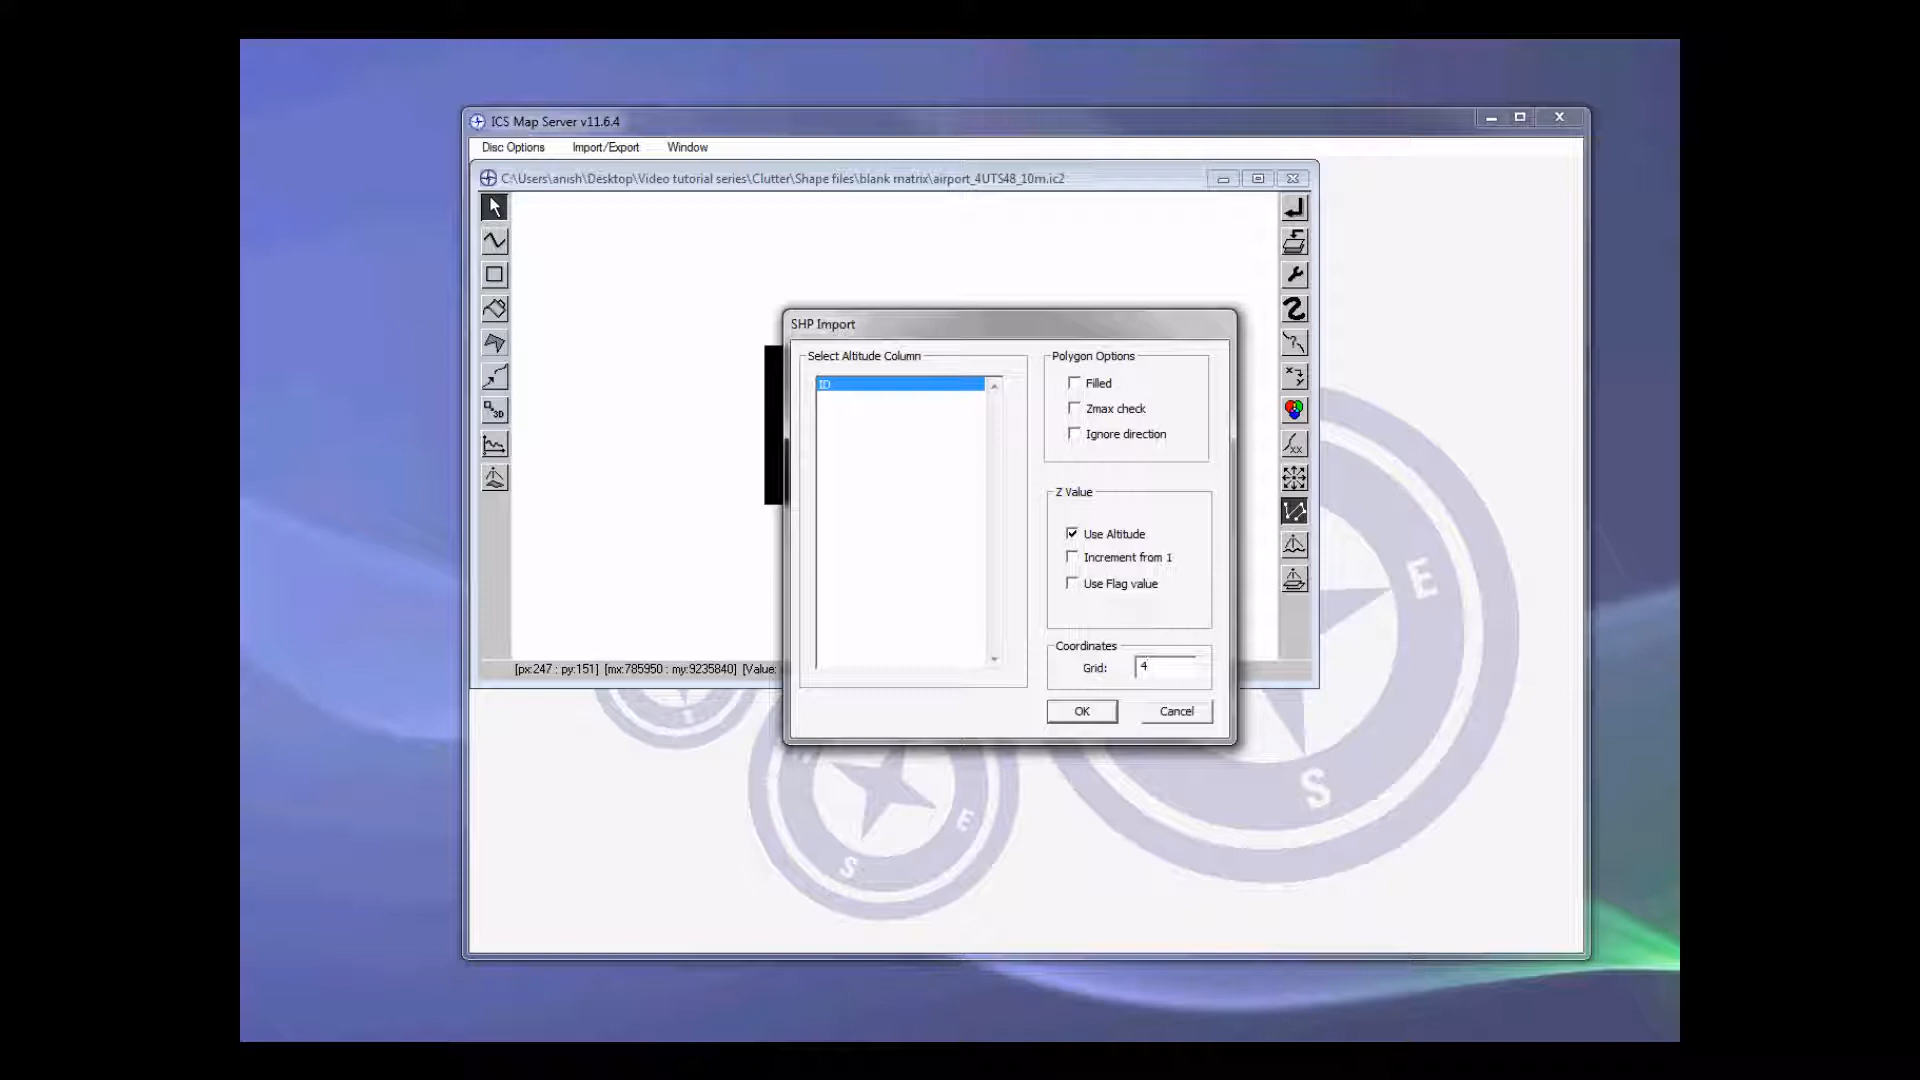 ICS Map Server v11.6.4
Disc Options Import/Export Window
C:\Users\anish\Desktop\Video tutorial series\Clutter\Shape files\blank matrix\airport_4UTS48_10m.ic2
SHP Import
Select Altitude Column
ID
Polygon Options
Filled
Zmax check
Ignore direction
Z Value
Use Altitude
Increment from 1
Use Flag value
Coordinates
Grid: 4
OK Cancel
[px:247 : py:151] [mx:785950 : my:9235840] [Value:
3D
xx
E
S
E
S